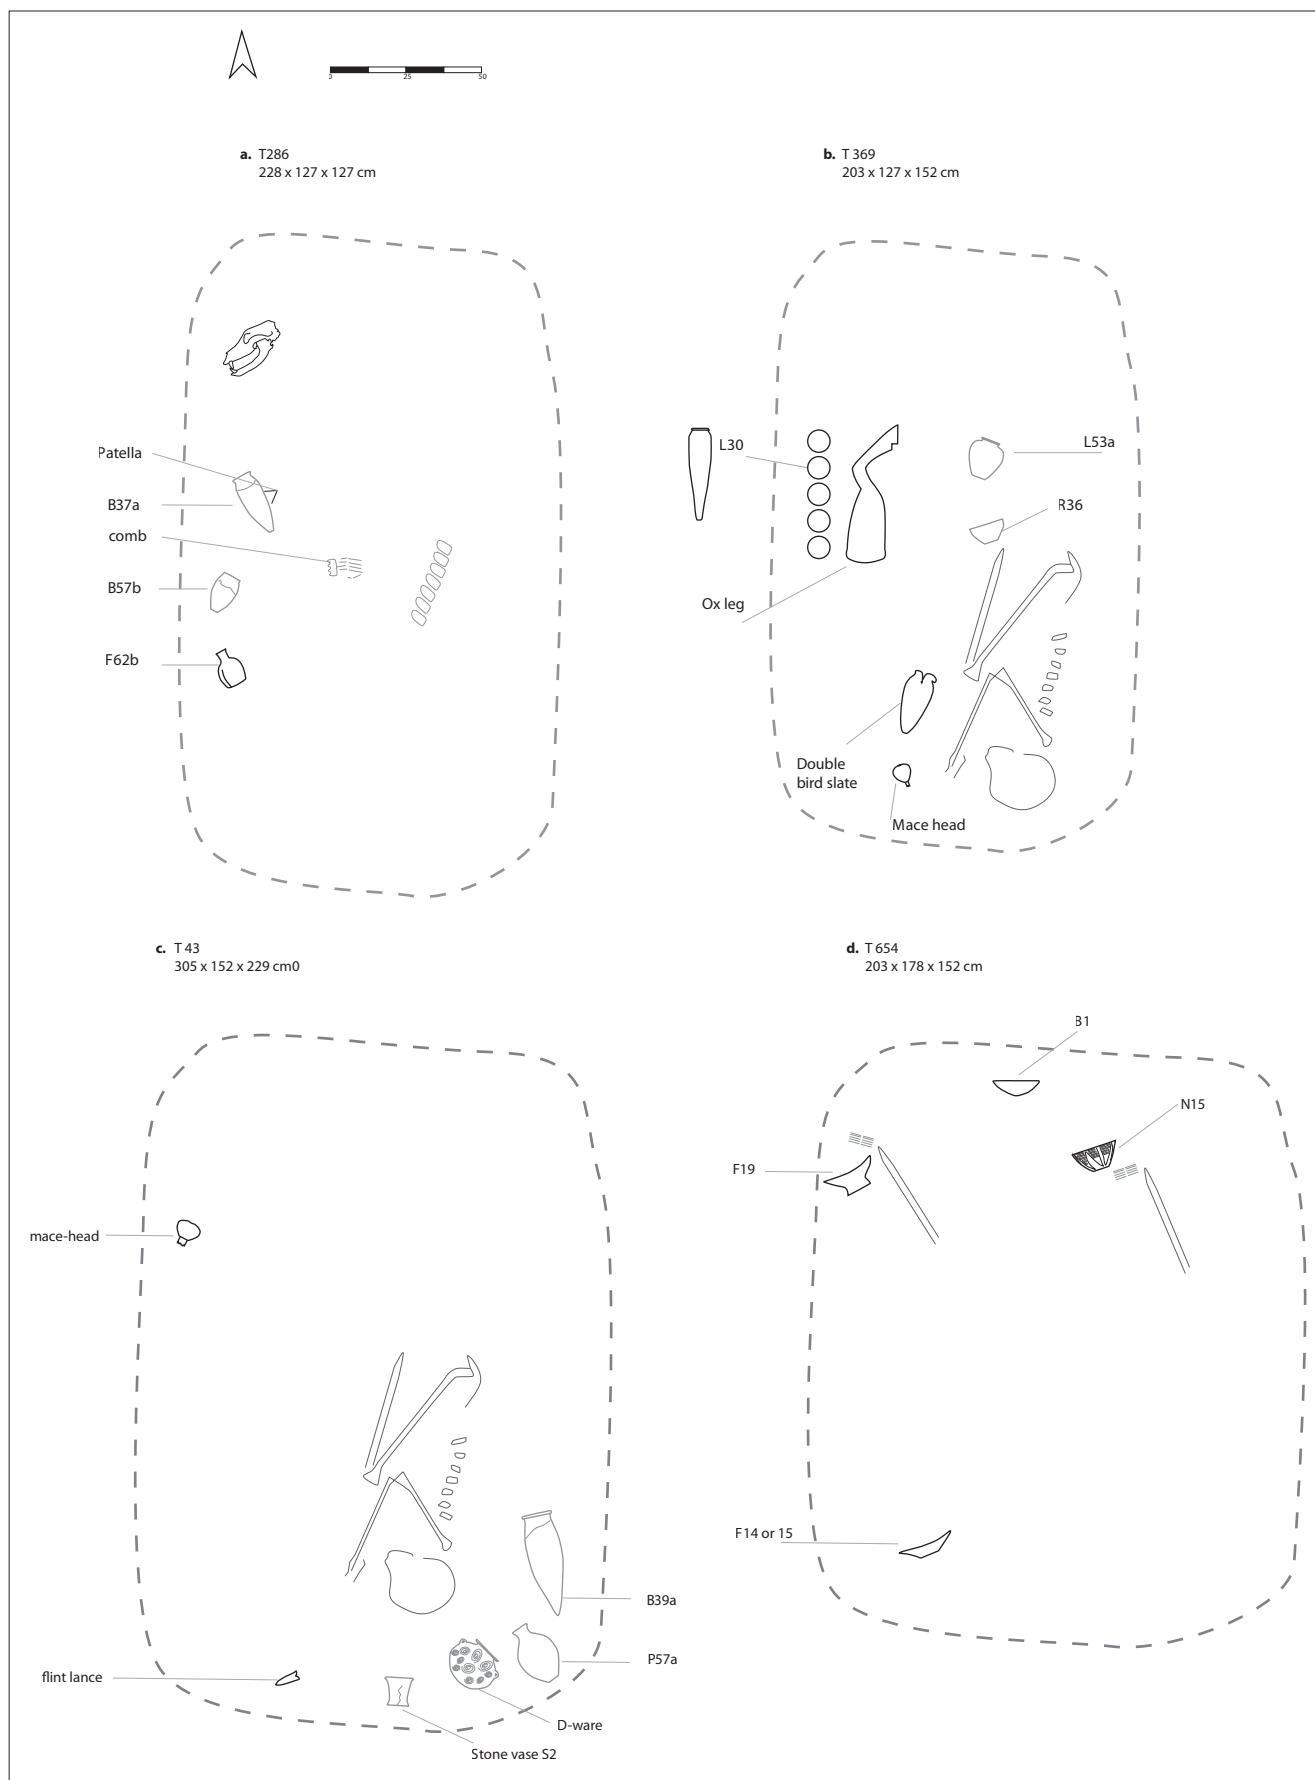 0 25 50
a. T286
228 x 127 x 127 cm
b. T 369
203 x 127 x 152 cm
Patella
B37a
comb
B57b
F62b
L30
L53a
R36
Ox leg
Double
bird slate
Mace head
c. T 43
305 x 152 x 229 cm0
d. T 654
203 x 178 x 152 cm
B1
N15
F19
mace-head
F14 or 15
B39a
P57a
flint lance
D-ware
Stone vase S2